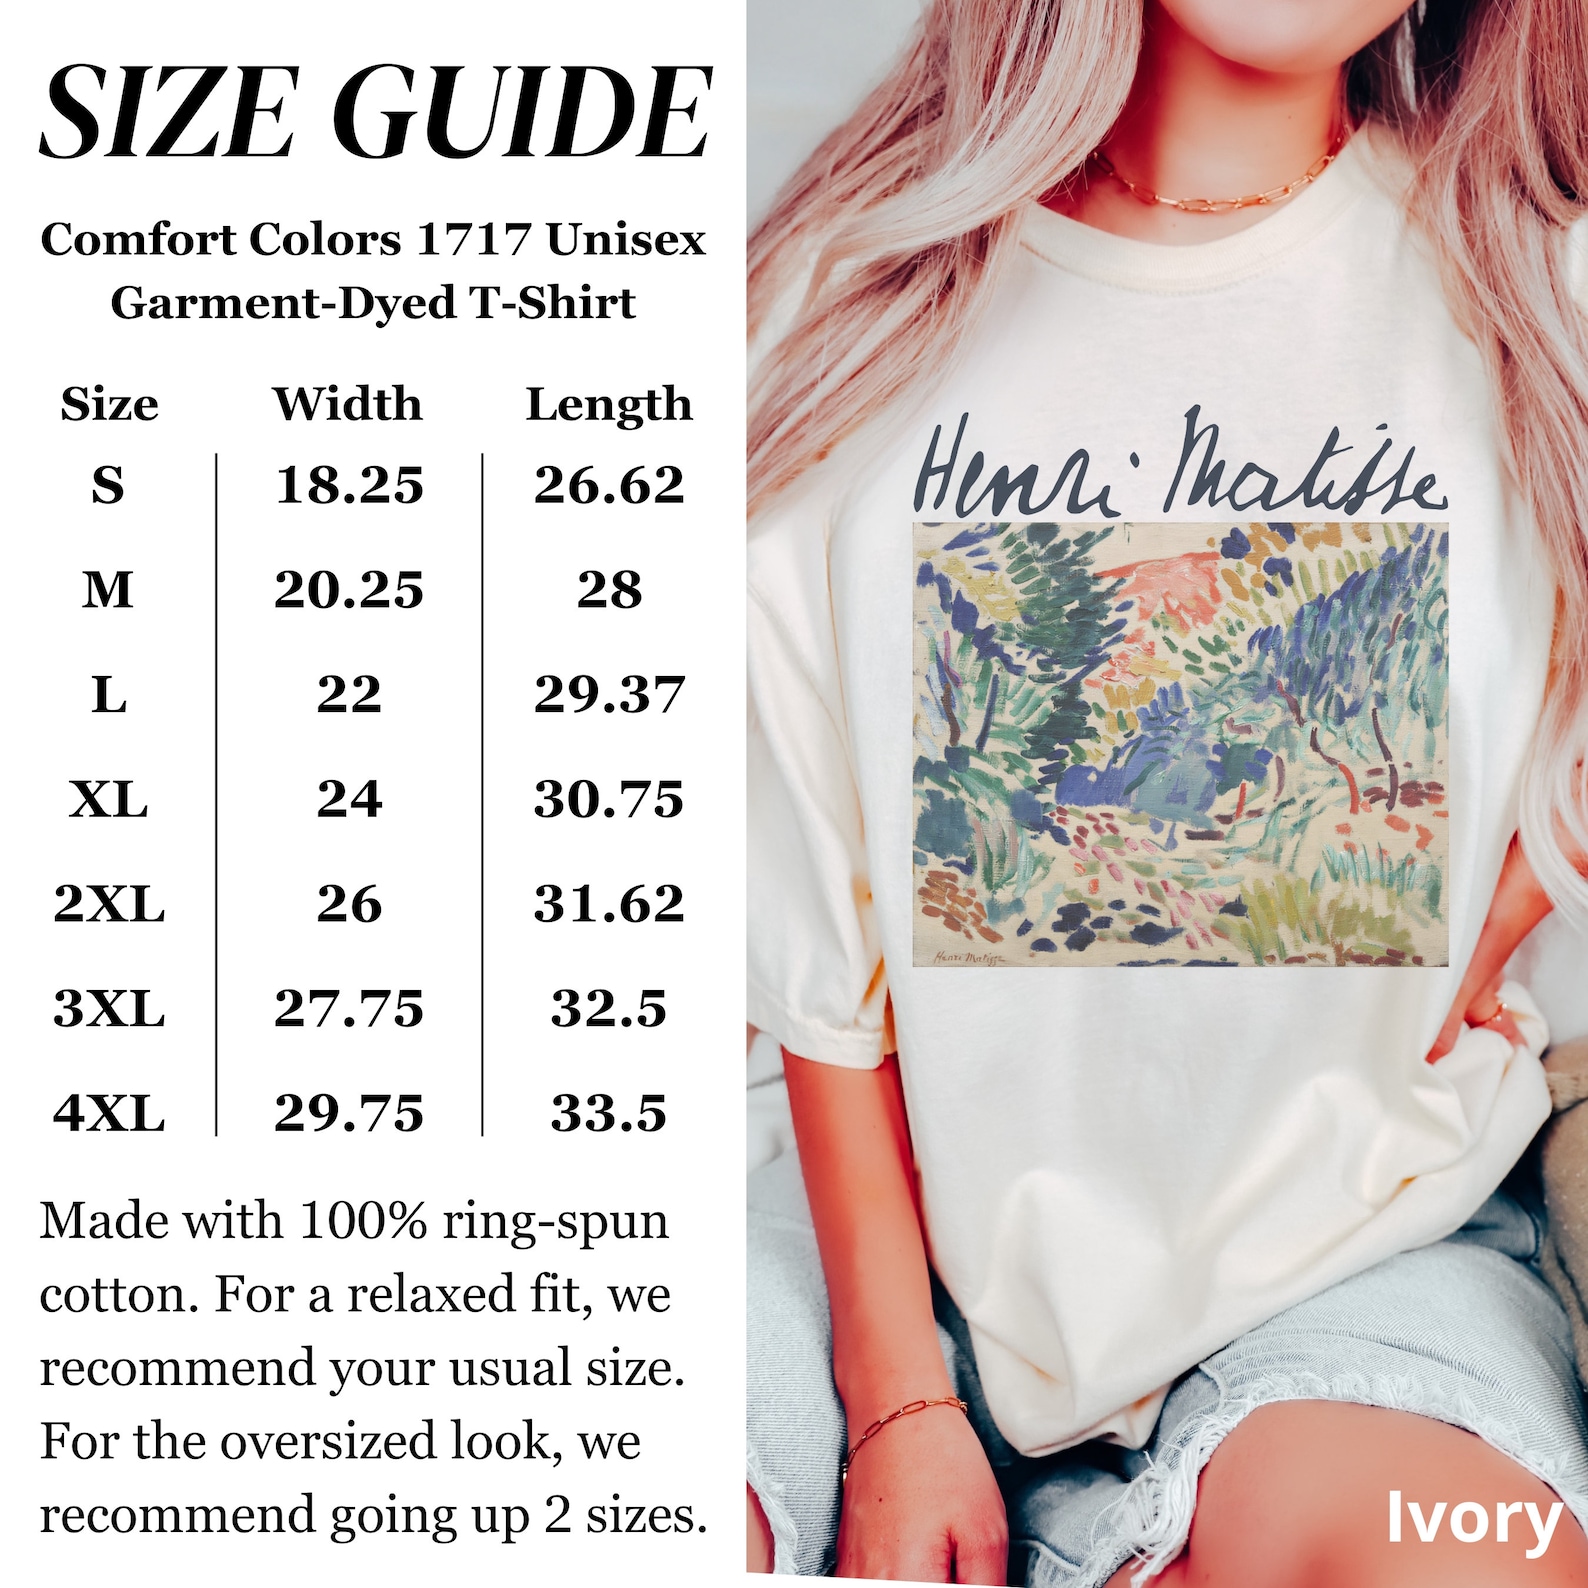 SIZE GUIDE
Comfort Colors 1717 Unisex
Garment-Dyed T-Shirt
Size Width Length
S 18.25 26.62
M 20.25 28
L 22 29.37
XL 24 30.75
2XL 26 31.62
3XL 27.75 32.5
4XL 29.75 33.5
Made with 100% ring-spun
cotton. For a relaxed fit, we
recommend your usual size.
For the oversized look, we
recommend going up 2 sizes.
Henri Matisse
Henri Matisse
Ivory